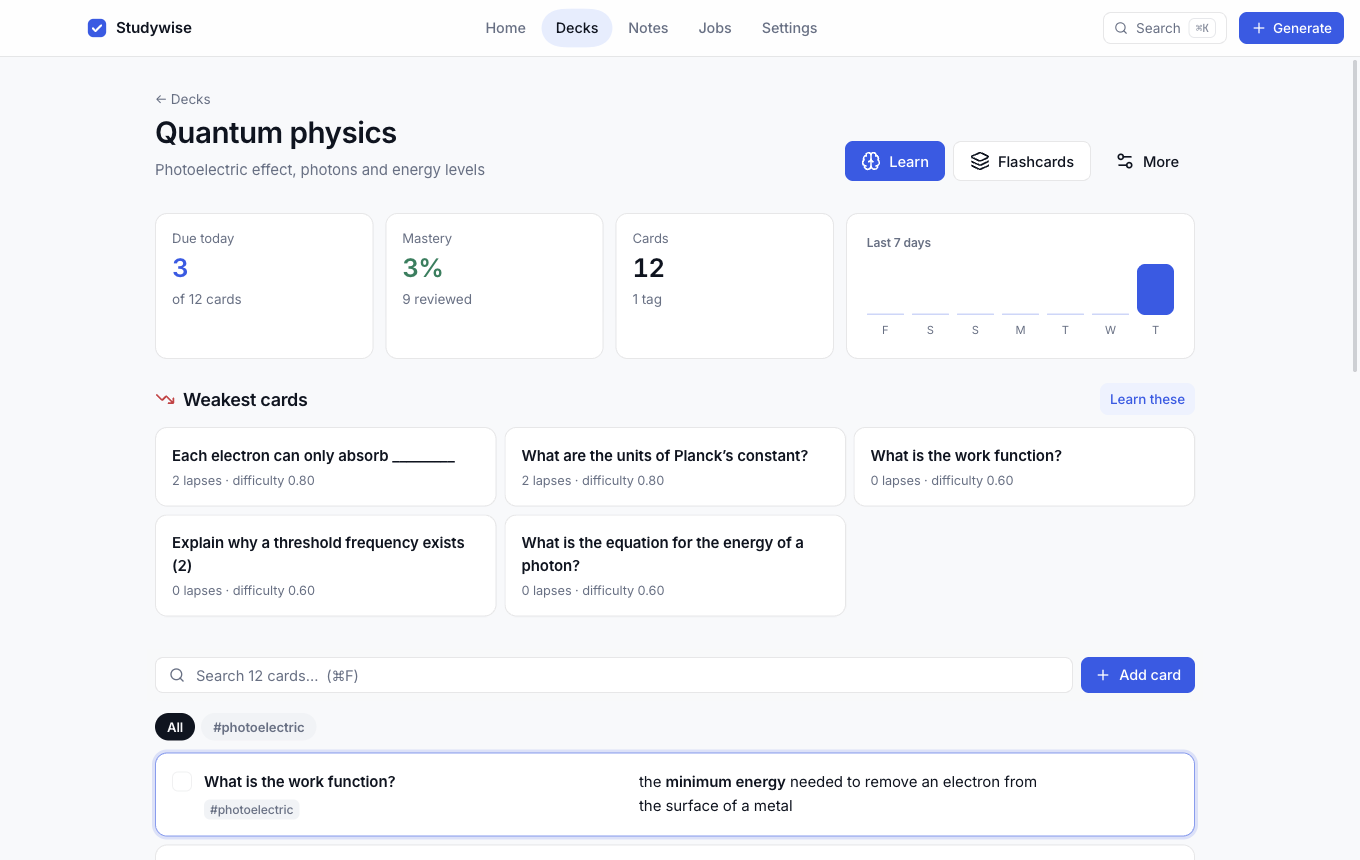 Studywise
Home
Decks
Notes
Jobs
Settings
Search ⌘K
Generate
← Decks
Quantum physics
Photoelectric effect, photons and energy levels
Learn
Flashcards
More
Due today
3
of 12 cards
Mastery
3%
9 reviewed
Cards
12
1 tag
Last 7 days
F S S M T W T
Weakest cards
Learn these
Each electron can only absorb _________
2 lapses · difficulty 0.80
What are the units of Planck’s constant?
2 lapses · difficulty 0.80
What is the work function?
0 lapses · difficulty 0.60
Explain why a threshold frequency exists
(2)
0 lapses · difficulty 0.60
What is the equation for the energy of a
photon?
0 lapses · difficulty 0.60
Search 12 cards… (⌘F)
Add card
All
#photoelectric
What is the work function?
#photoelectric
the minimum energy needed to remove an electron from
the surface of a metal